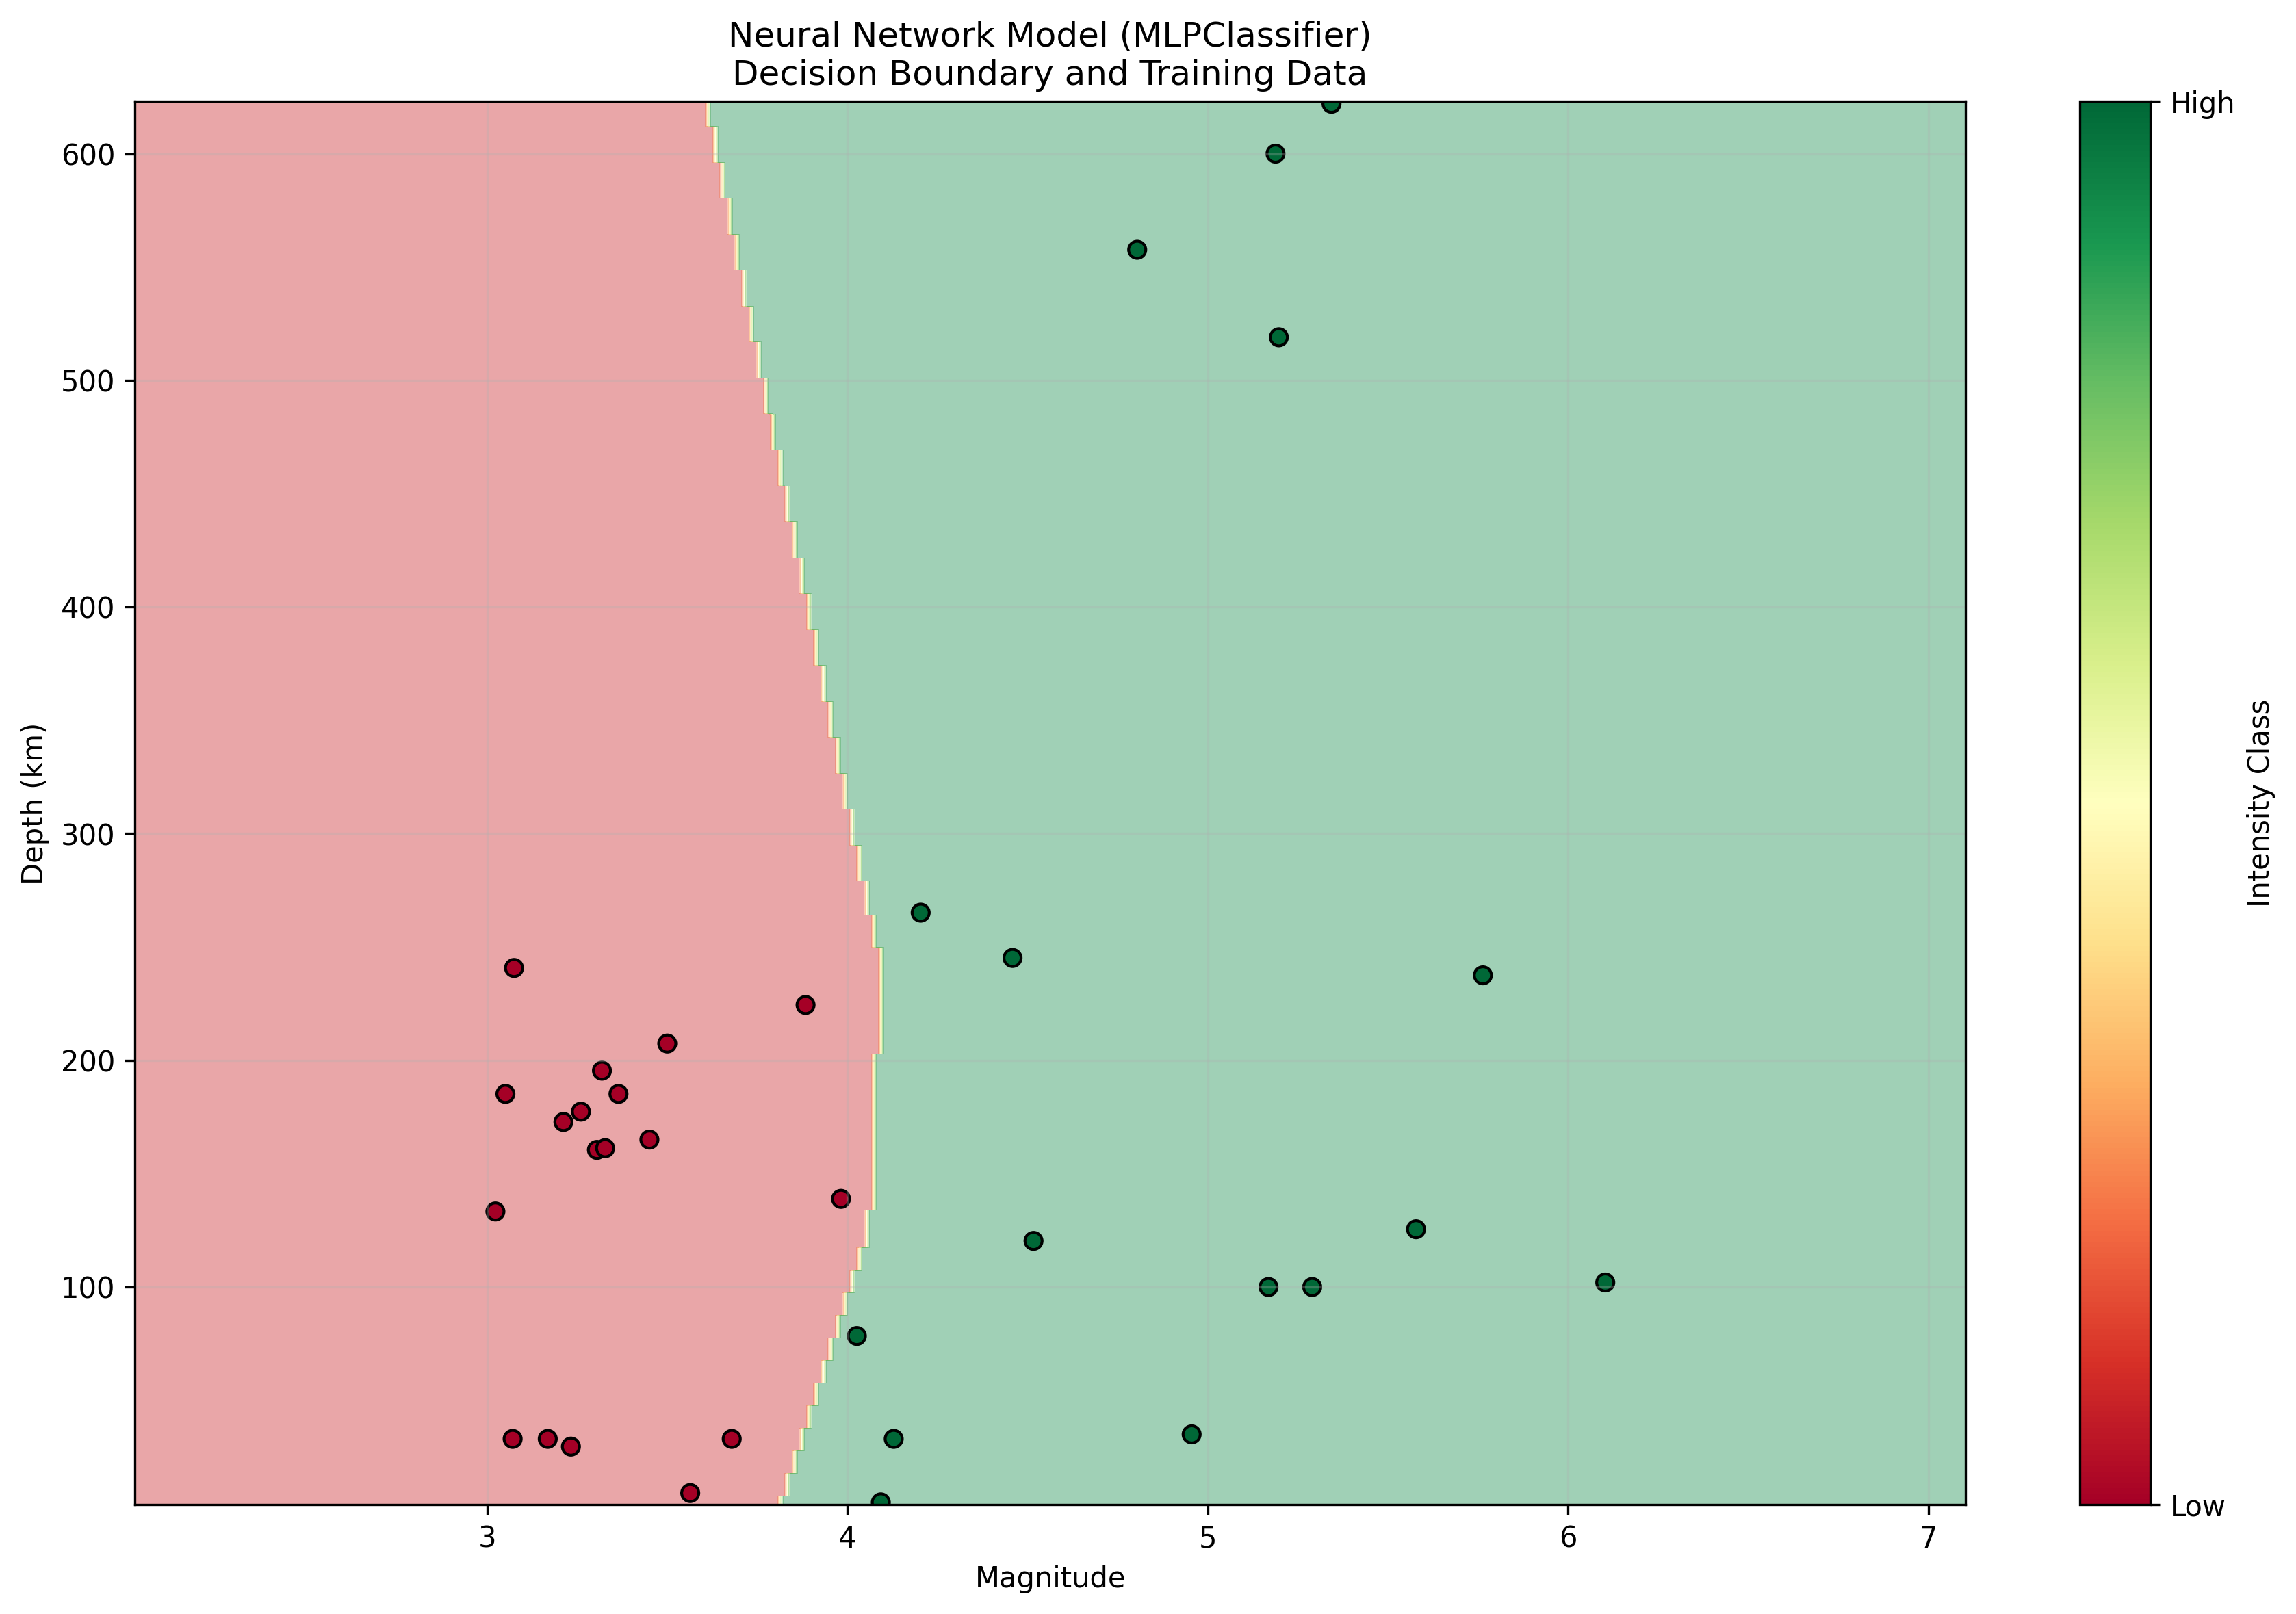 Neural Network Model (MLPClassifier)
Decision Boundary and Training Data
High
600
500
400
300
200
100
Depth (km)
Intensity Class
Low
3
4
5
6
7
Magnitude